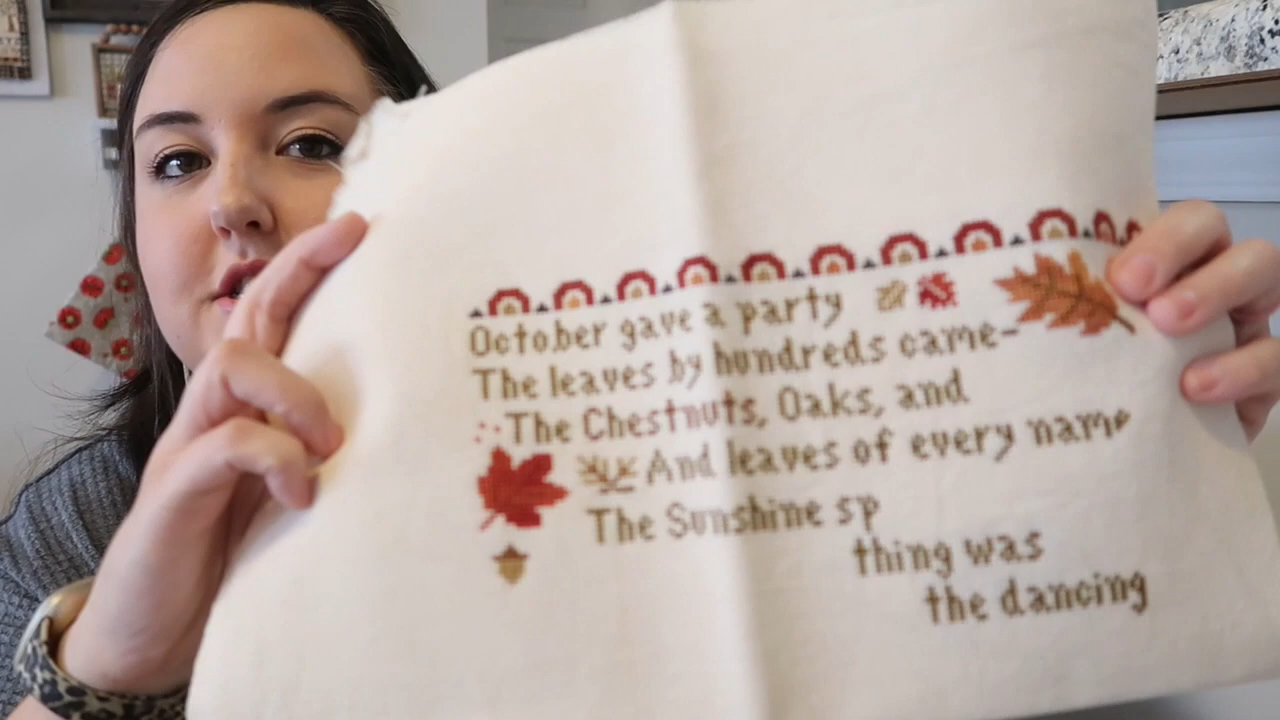 October gave a party
The leaves by hundreds came-
The Chestnuts, Oaks, and
And leaves of every name
The Sunshine sp
thing was
the dancing